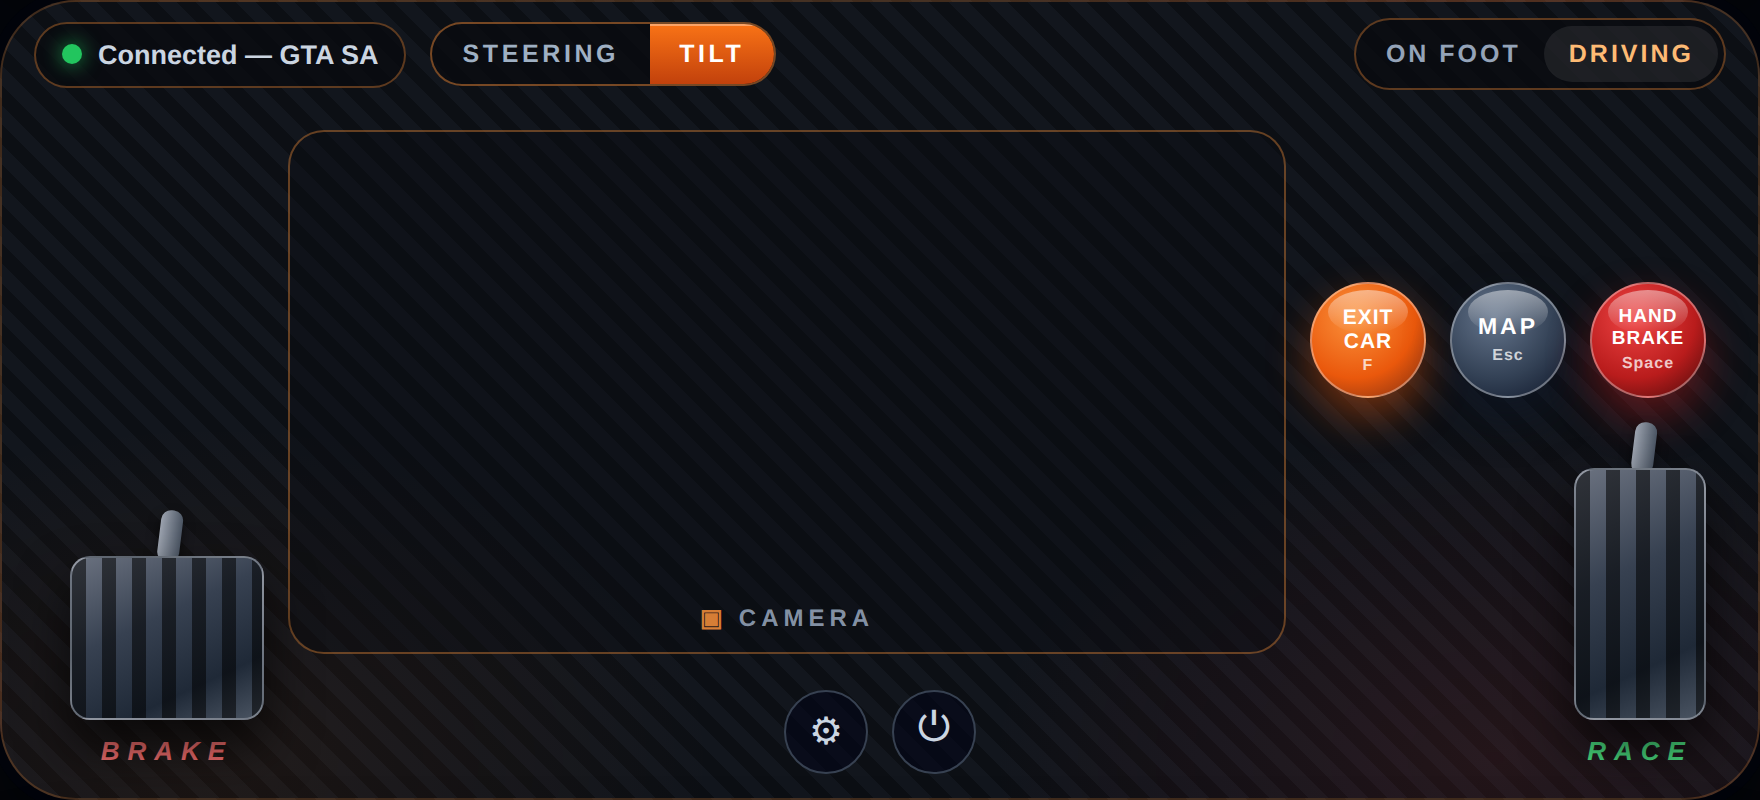 Connected — GTA SA
STEERING
TILT
ON FOOT
DRIVING
EXIT
CAR
F
MAP
Esc
HAND
BRAKE
Space
CAMERA
BRAKE
RACE